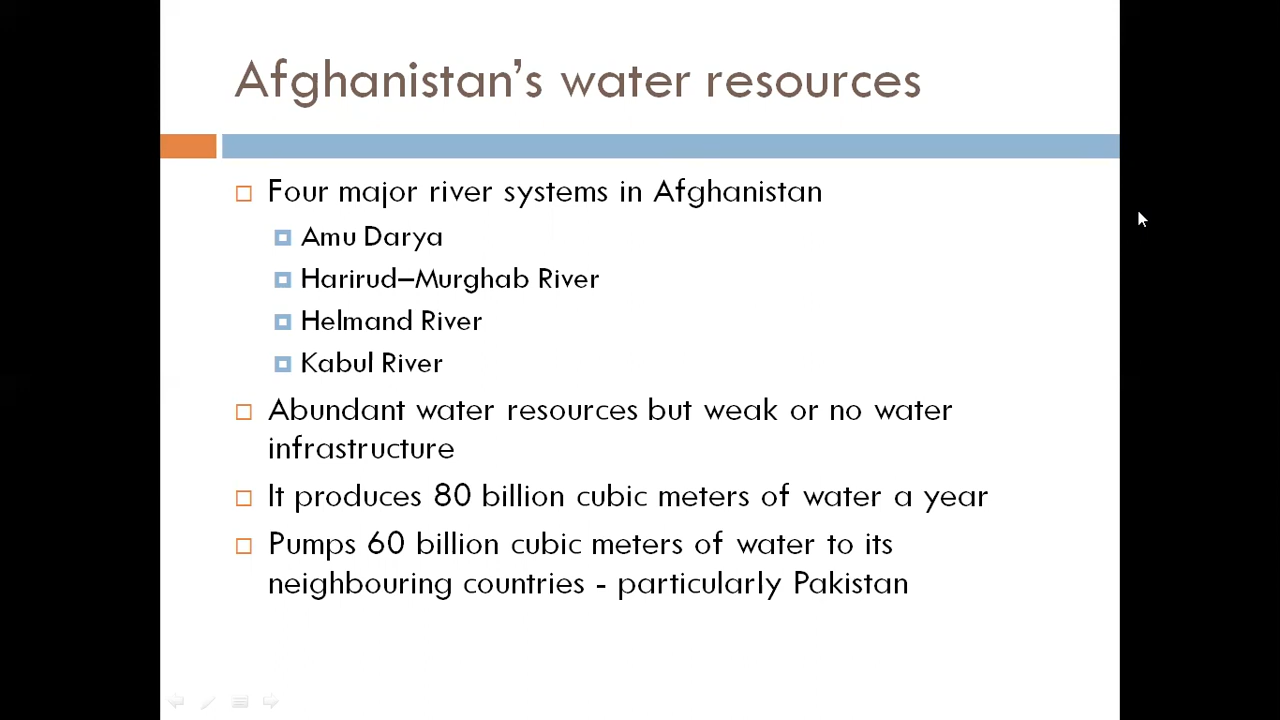 Afghanistan's water resources
Four major river systems in Afghanistan
Amu Darya
Harirud–Murghab River
Helmand River
Kabul River
Abundant water resources but weak or no water
infrastructure
It produces 80 billion cubic meters of water a year
Pumps 60 billion cubic meters of water to its
neighbouring countries - particularly Pakistan